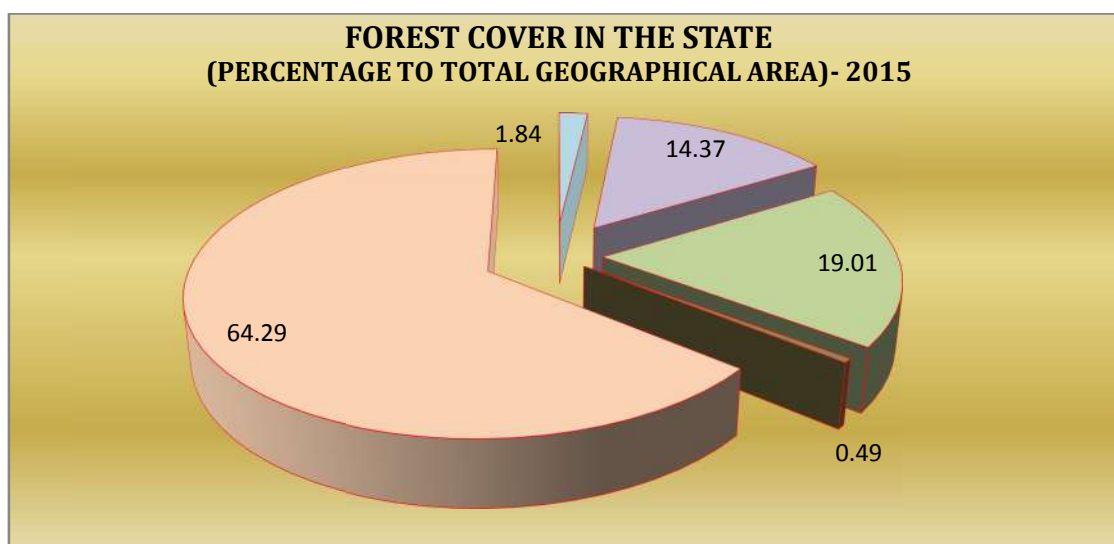 FOREST COVER IN THE STATE
(PERCENTAGE TO TOTAL GEOGRAPHICAL AREA)- 2015
1.84
14.37
19.01
64.29
0.49